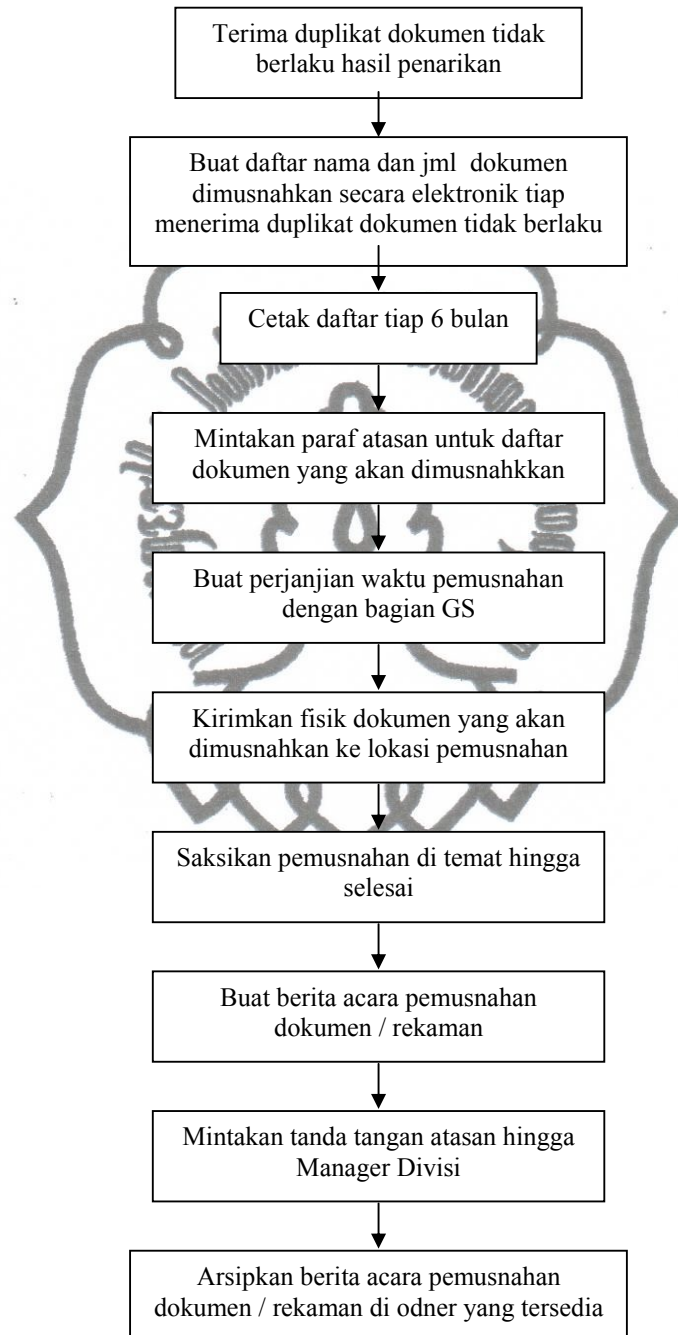 Terima duplikat dokumen tidak
berlaku hasil penarikan
Buat daftar nama dan jml dokumen
dimusnahkan secara elektronik tiap
menerima duplikat dokumen tidak berlaku
Cetak daftar tiap 6 bulan
Mintakan paraf atasan untuk daftar
dokumen yang akan dimusnahkkan
Buat perjanjian waktu pemusnahan
dengan bagian GS
Kirimkan fisik dokumen yang akan
dimusnahkan ke lokasi pemusnahan
Saksikan pemusnahan di temat hingga
selesai
Buat berita acara pemusnahan
dokumen / rekaman
Mintakan tanda tangan atasan hingga
Manager Divisi
Arsipkan berita acara pemusnahan
dokumen / rekaman di odner yang tersedia